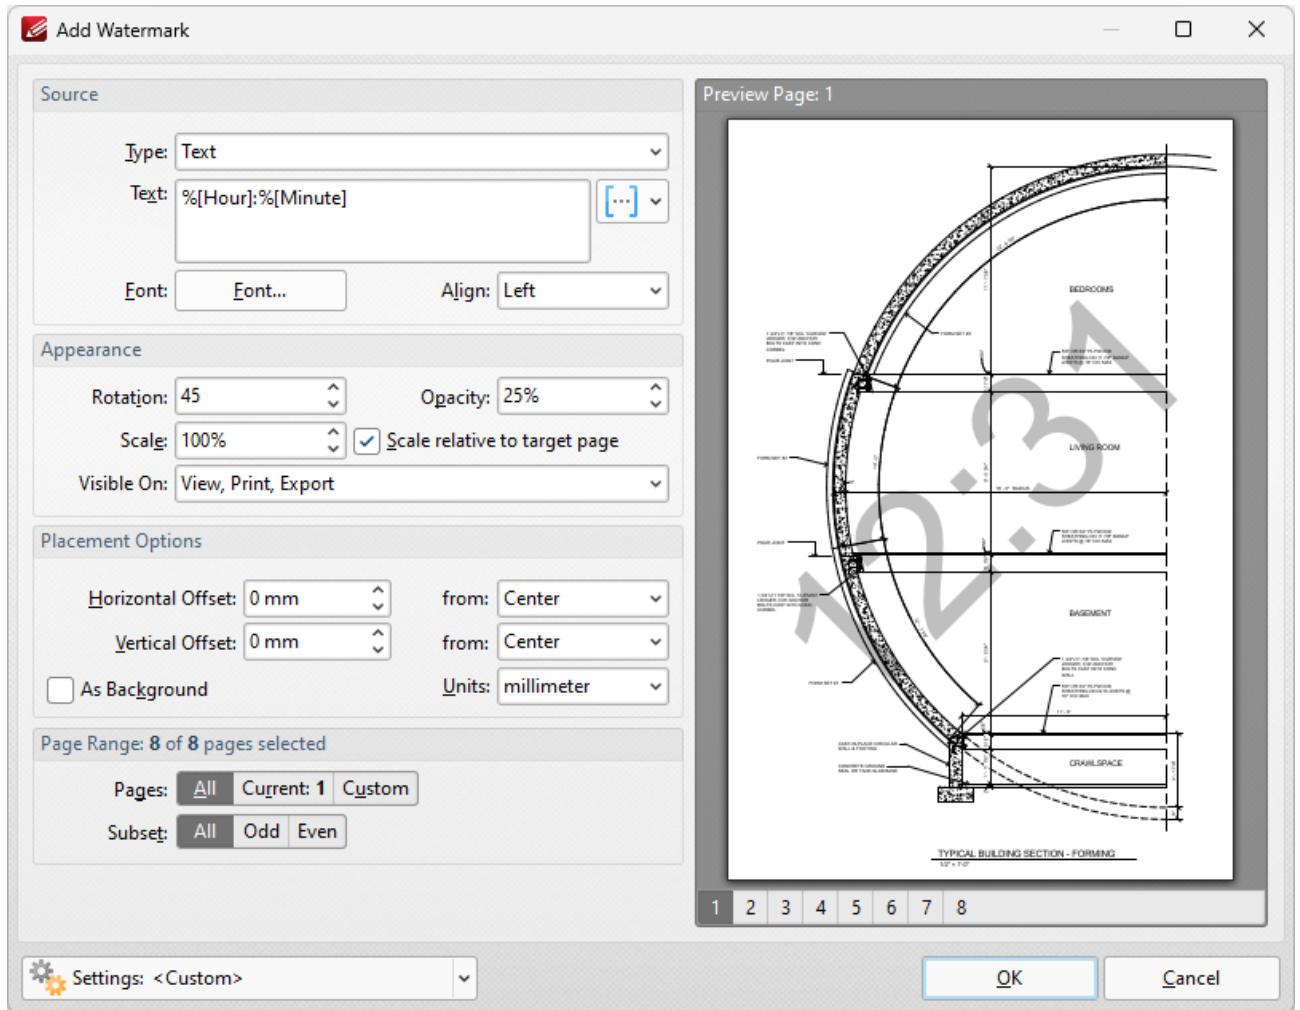 Add Watermark
Source
Type: Text
Text: %[Hour]:%[Minute]
Font: Font... Align: Left
Appearance
Rotation: 45 Opacity: 25%
Scale: 100% Scale relative to target page
Visible On: View, Print, Export
Placement Options
Horizontal Offset: 0 mm from: Center
Vertical Offset: 0 mm from: Center
As Background Units: millimeter
Page Range: 8 of 8 pages selected
Pages: All Current: 1 Custom
Subset: All Odd Even
Preview Page: 1
BEDROOMS
LIVING ROOM
BASEMENT
CRAWLSPACE
12:31
TYPICAL BUILDING SECTION - FORMING
1 2 3 4 5 6 7 8
Settings: <Custom>
OK Cancel